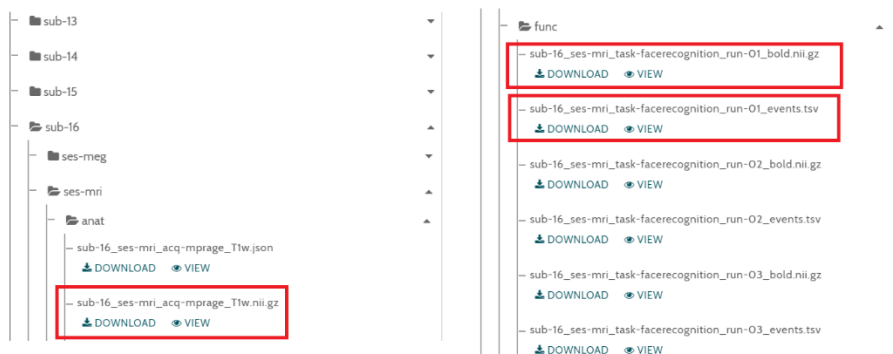 sub-13
sub-14
sub-15
sub-16
ses-meg
ses-mri
anat
sub-16_ses-mri_acq-mprage_T1w.json
DOWNLOAD VIEW
sub-16_ses-mri_acq-mprage_T1w.nii.gz
DOWNLOAD VIEW
func
sub-16_ses-mri_task-facerecognition_run-01_bold.nii.gz
DOWNLOAD VIEW
sub-16_ses-mri_task-facerecognition_run-01_events.tsv
DOWNLOAD VIEW
sub-16_ses-mri_task-facerecognition_run-02_bold.nii.gz
DOWNLOAD VIEW
sub-16_ses-mri_task-facerecognition_run-02_events.tsv
DOWNLOAD VIEW
sub-16_ses-mri_task-facerecognition_run-03_bold.nii.gz
DOWNLOAD VIEW
sub-16_ses-mri_task-facerecognition_run-03_events.tsv
DOWNLOAD VIEW